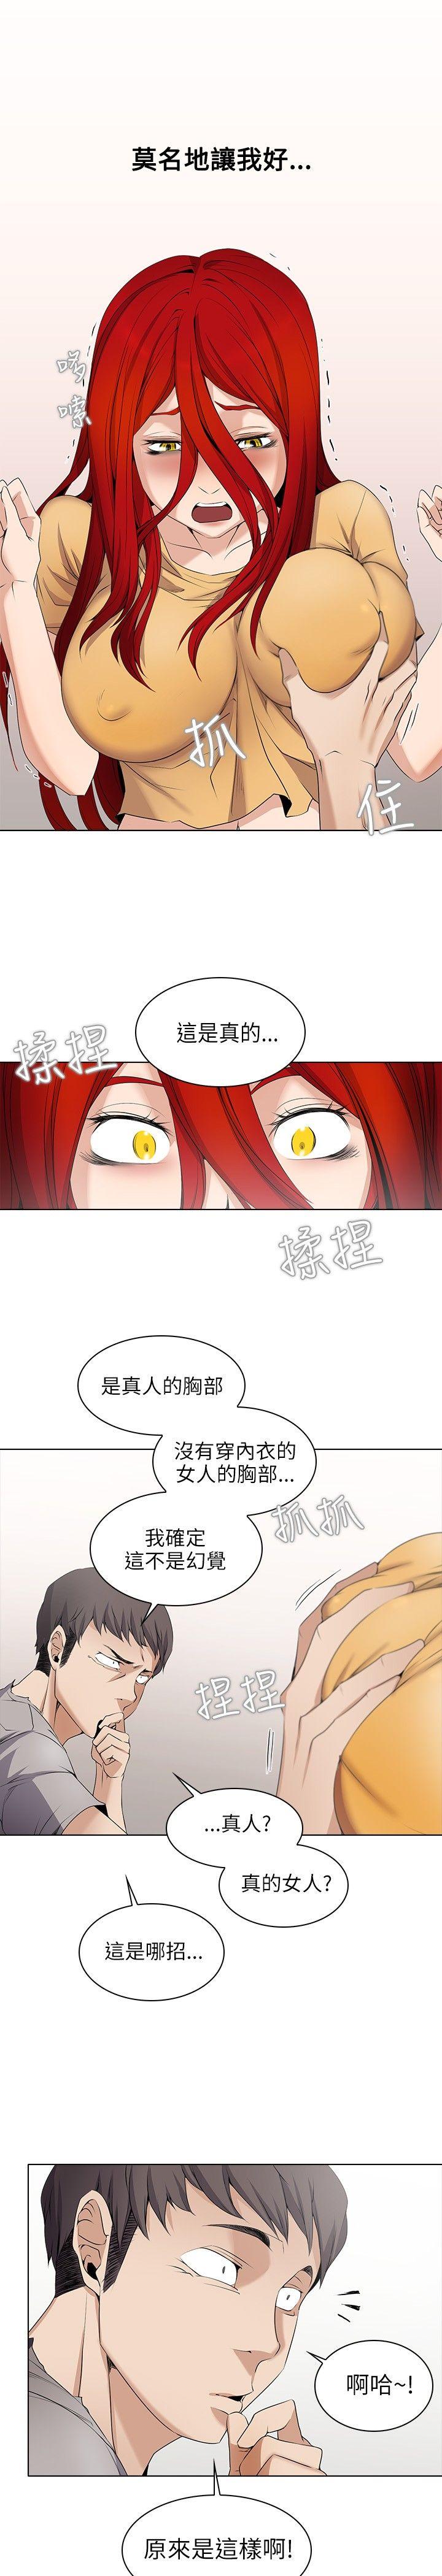 莫名地讓我好...
哆
嗦
抓
住
這是真的...
揉捏
揉捏
是真人的胸部
沒有穿內衣的
女人的胸部...
我確定
這不是幻覺
抓抓
捏捏
...真人?
真的女人?
這是哪招...
啊哈~!
原來是這樣啊!